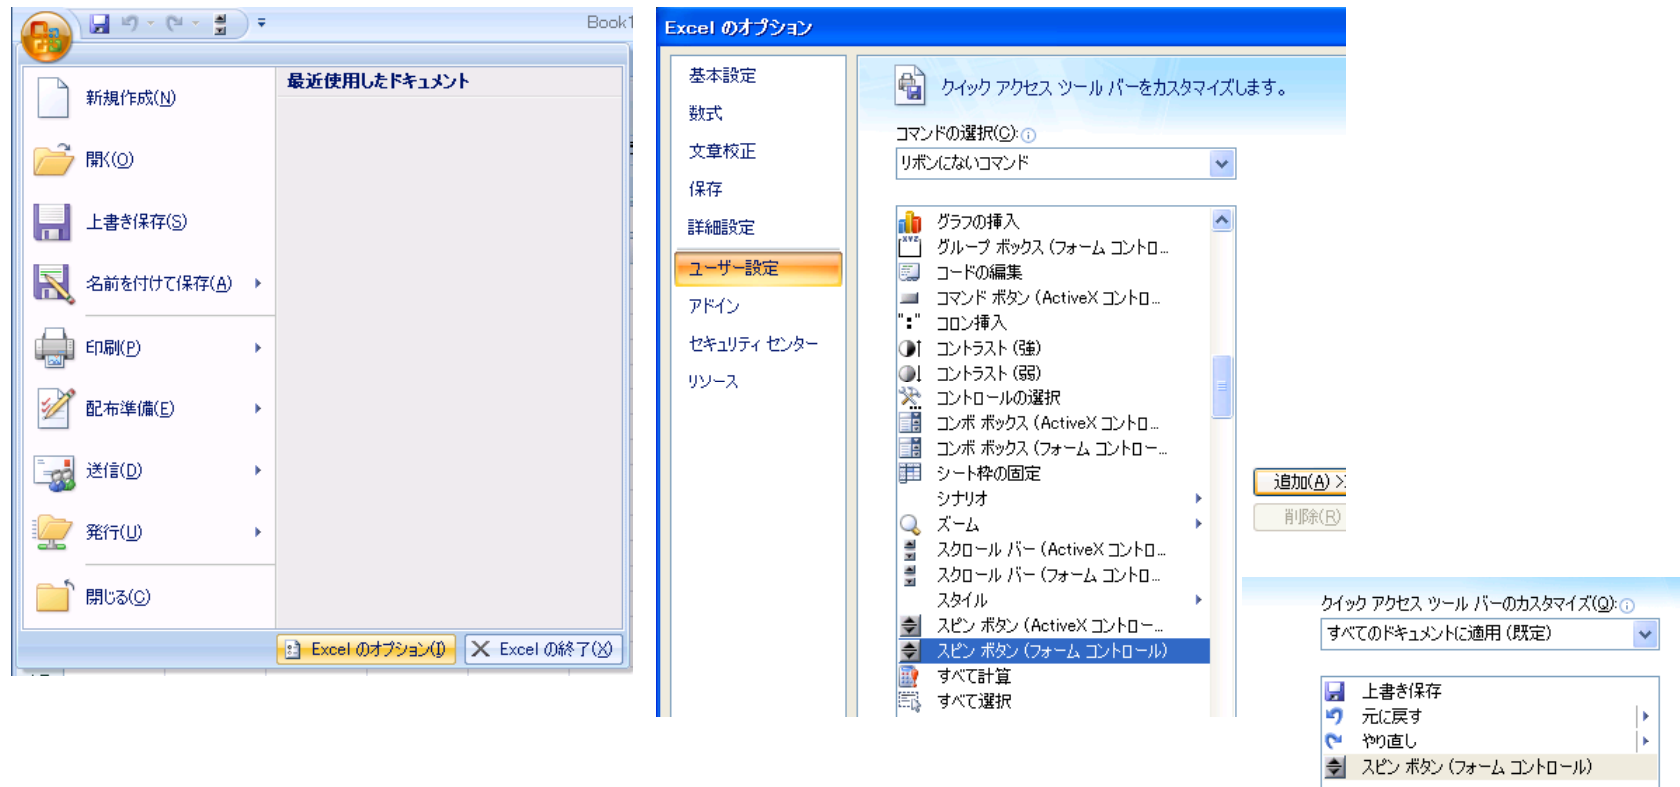 Book1
最近使用したドキュメント
新規作成(N)
開く(O)
上書き保存(S)
名前を付けて保存(A)
印刷(P)
配布準備(E)
送信(D)
発行(U)
閉じる(C)
Excel のオプション(I)
Excel の終了(X)
Excel のオプション
基本設定
数式
文章校正
保存
詳細設定
ユーザー設定
アドイン
セキュリティ センター
リソース
クイック アクセス ツール バーをカスタマイズします。
コマンドの選択(C):
リボンにないコマンド
グラフの挿入
グループ ボックス (フォーム コントロ...
コードの編集
コマンド ボタン (ActiveX コントロ...
コロン挿入
コントラスト (強)
コントラスト (弱)
コントロールの選択
コンボ ボックス (ActiveX コントロ...
コンボ ボックス (フォーム コントロー...
シート枠の固定
シナリオ
ズーム
スクロール バー (ActiveX コントロ...
スクロール バー (フォーム コントロ...
スタイル
スピン ボタン (ActiveX コントロー...
スピン ボタン (フォーム コントロール)
すべて計算
すべて選択
追加(A) >
削除(R)
クイック アクセス ツール バーのカスタマイズ(Q):
すべてのドキュメントに適用 (既定)
上書き保存
元に戻す
やり直し
スピン ボタン (フォーム コントロール)